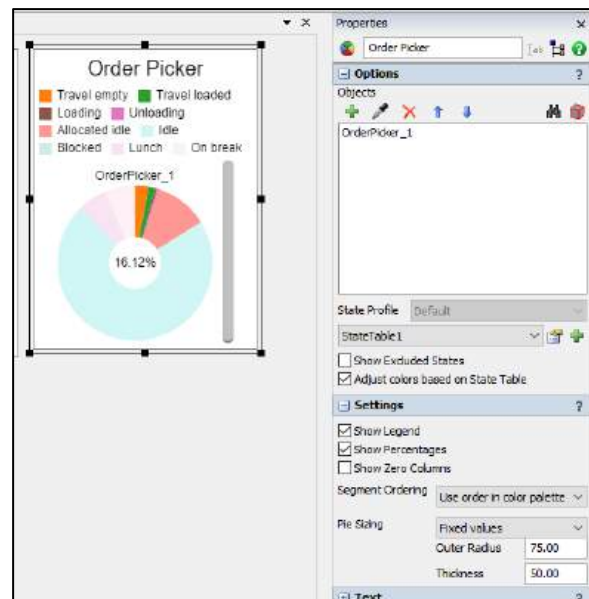 Properties
Order Picker
Options
?
Objects
OrderPicker_1
State Profile Default
StateTable1
Show Excluded States
Adjust colors based on State Table
Settings
?
Show Legend
Show Percentages
Show Zero Columns
Segment Ordering Use order in color palette
Pie Sizing Fixed values
Outer Radius 75.00
Thickness 50.00
Text
?
Order Picker
Travel empty Travel loaded
Loading Unloading
Allocated idle Idle
Blocked Lunch On break
OrderPicker_1
16.12%